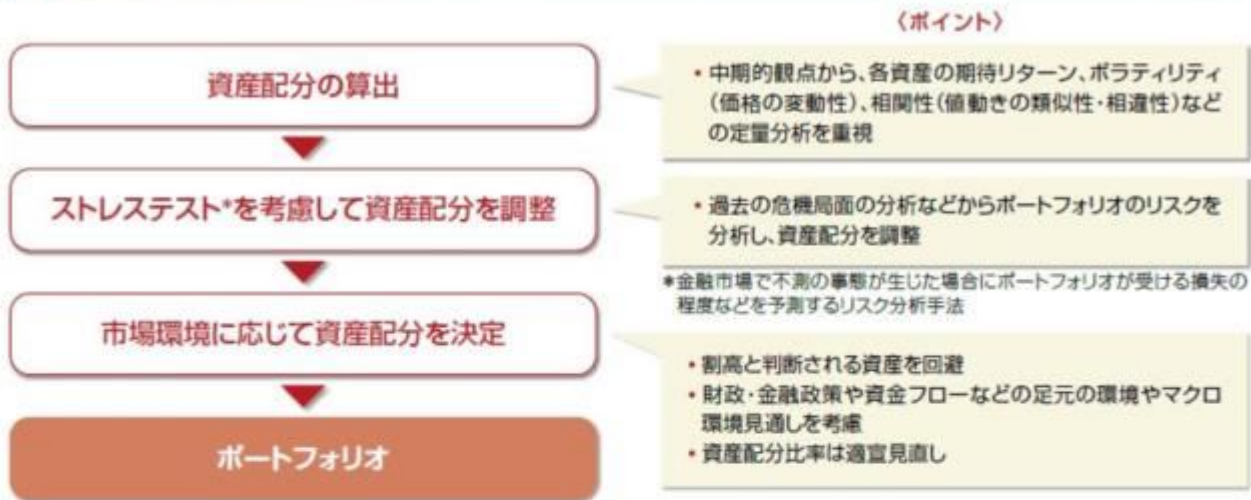 〈ポイント〉
資産配分の算出
・中期的観点から、各資産の期待リターン、ボラティリティ
(価格の変動性)、相関性(値動きの類似性・相違性)など
の定量分析を重視
ストレステスト*を考慮して資産配分を調整
・過去の危機局面の分析などからポートフォリオのリスクを
分析し、資産配分を調整
*金融市場で不測の事態が生じた場合にポートフォリオが受ける損失の
程度などを予測するリスク分析手法
市場環境に応じて資産配分を決定
・割高と判断される資産を回避
・財政・金融政策や資金フローなどの足元の環境やマクロ
環境見通しを考慮
・資産配分比率は適宜見直し
ポートフォリオ